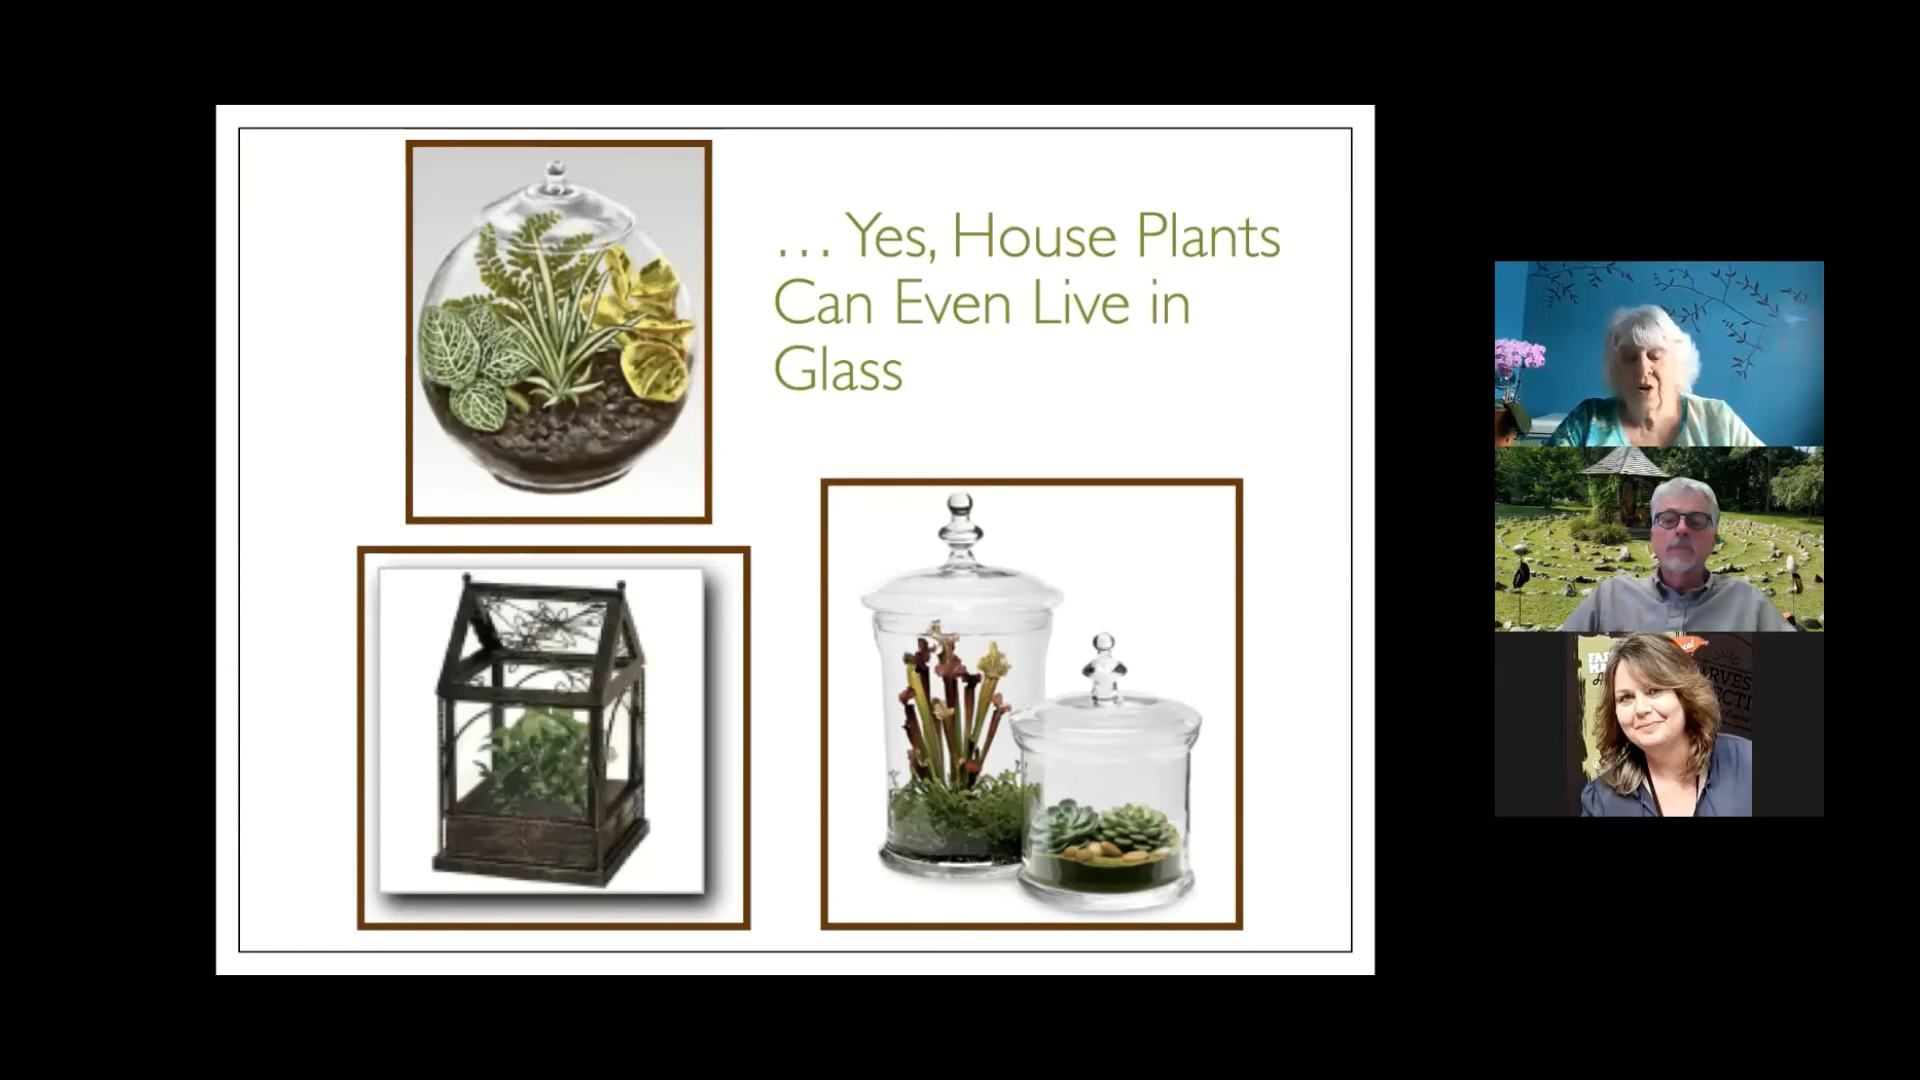 … Yes, House Plants
Can Even Live in
Glass